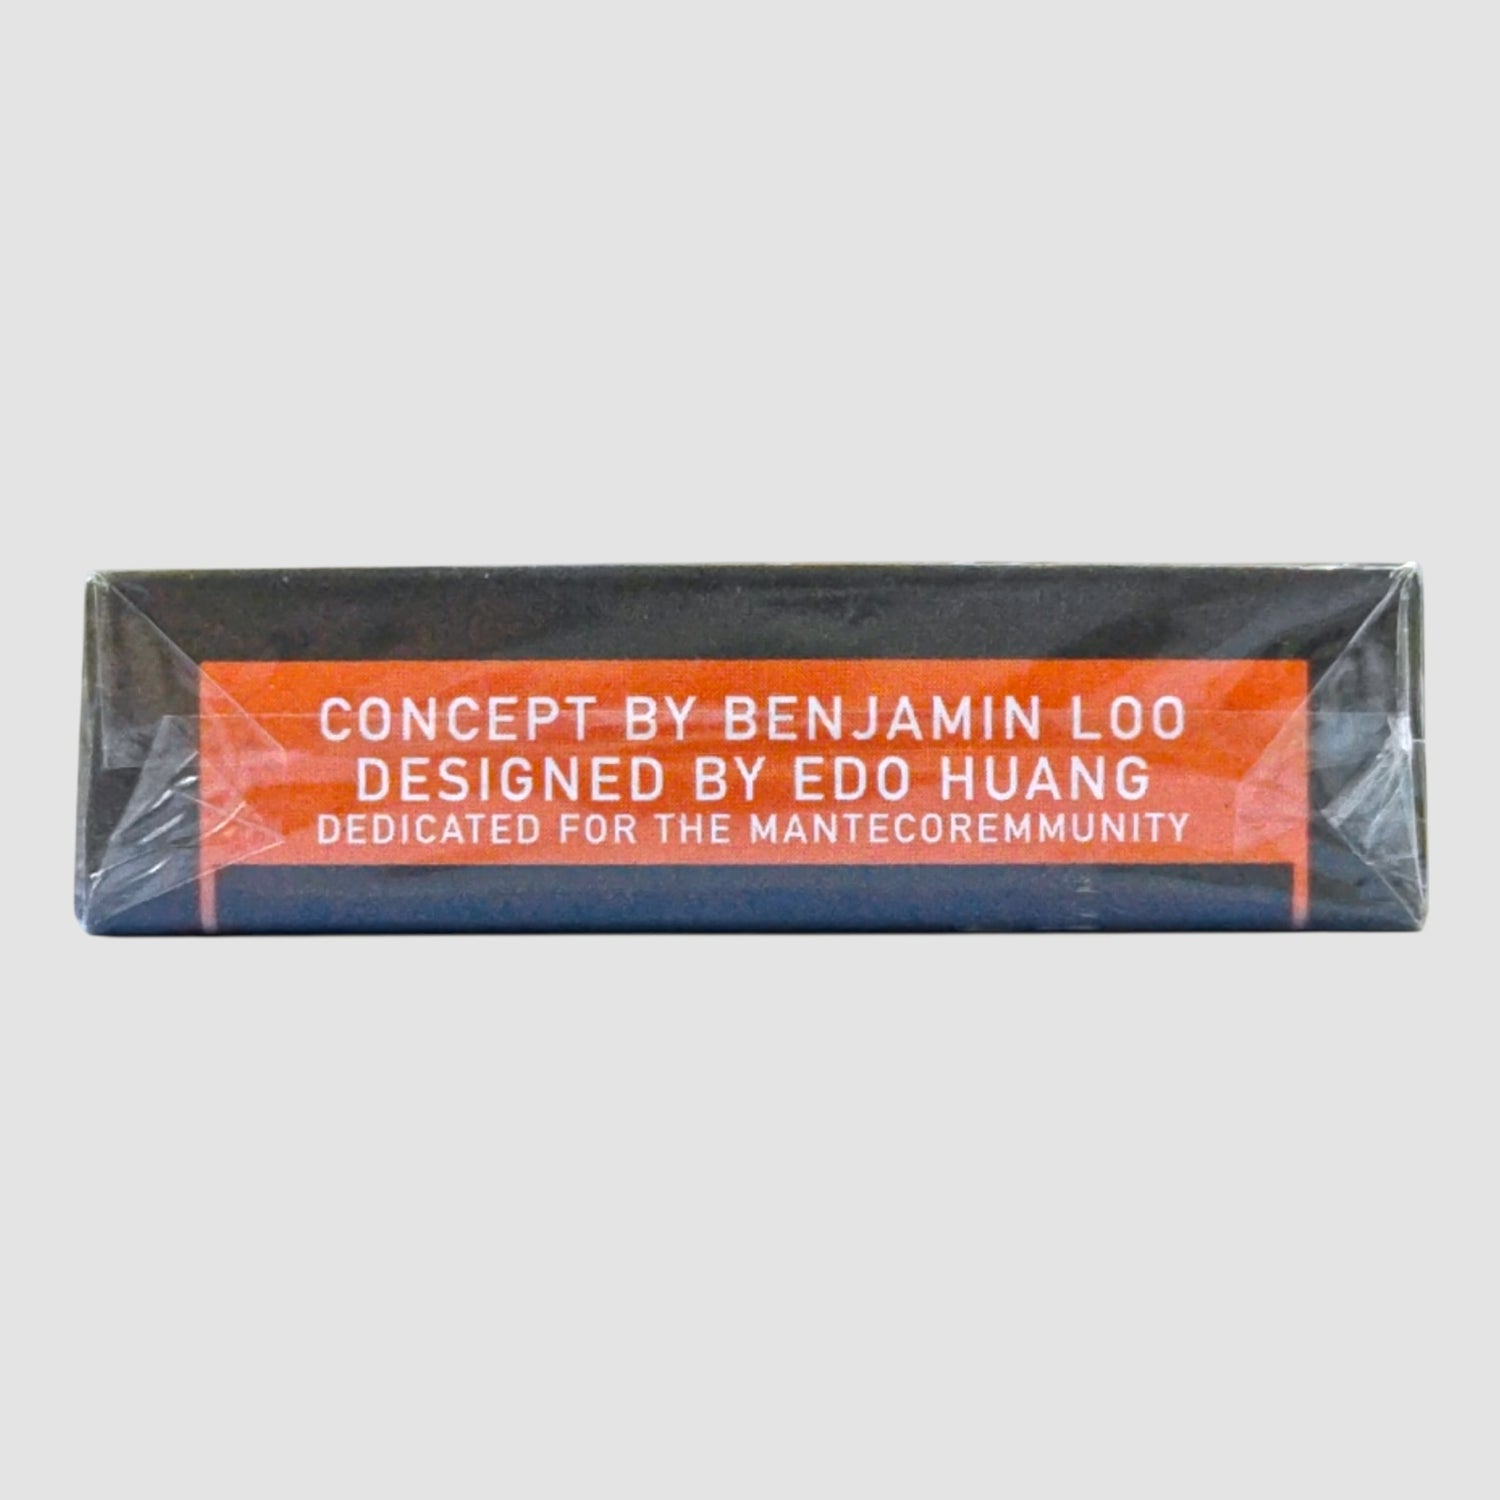 CONCEPT BY BENJAMIN LOO
DESIGNED BY EDO HUANG
DEDICATED FOR THE MANTECOREMMUNITY